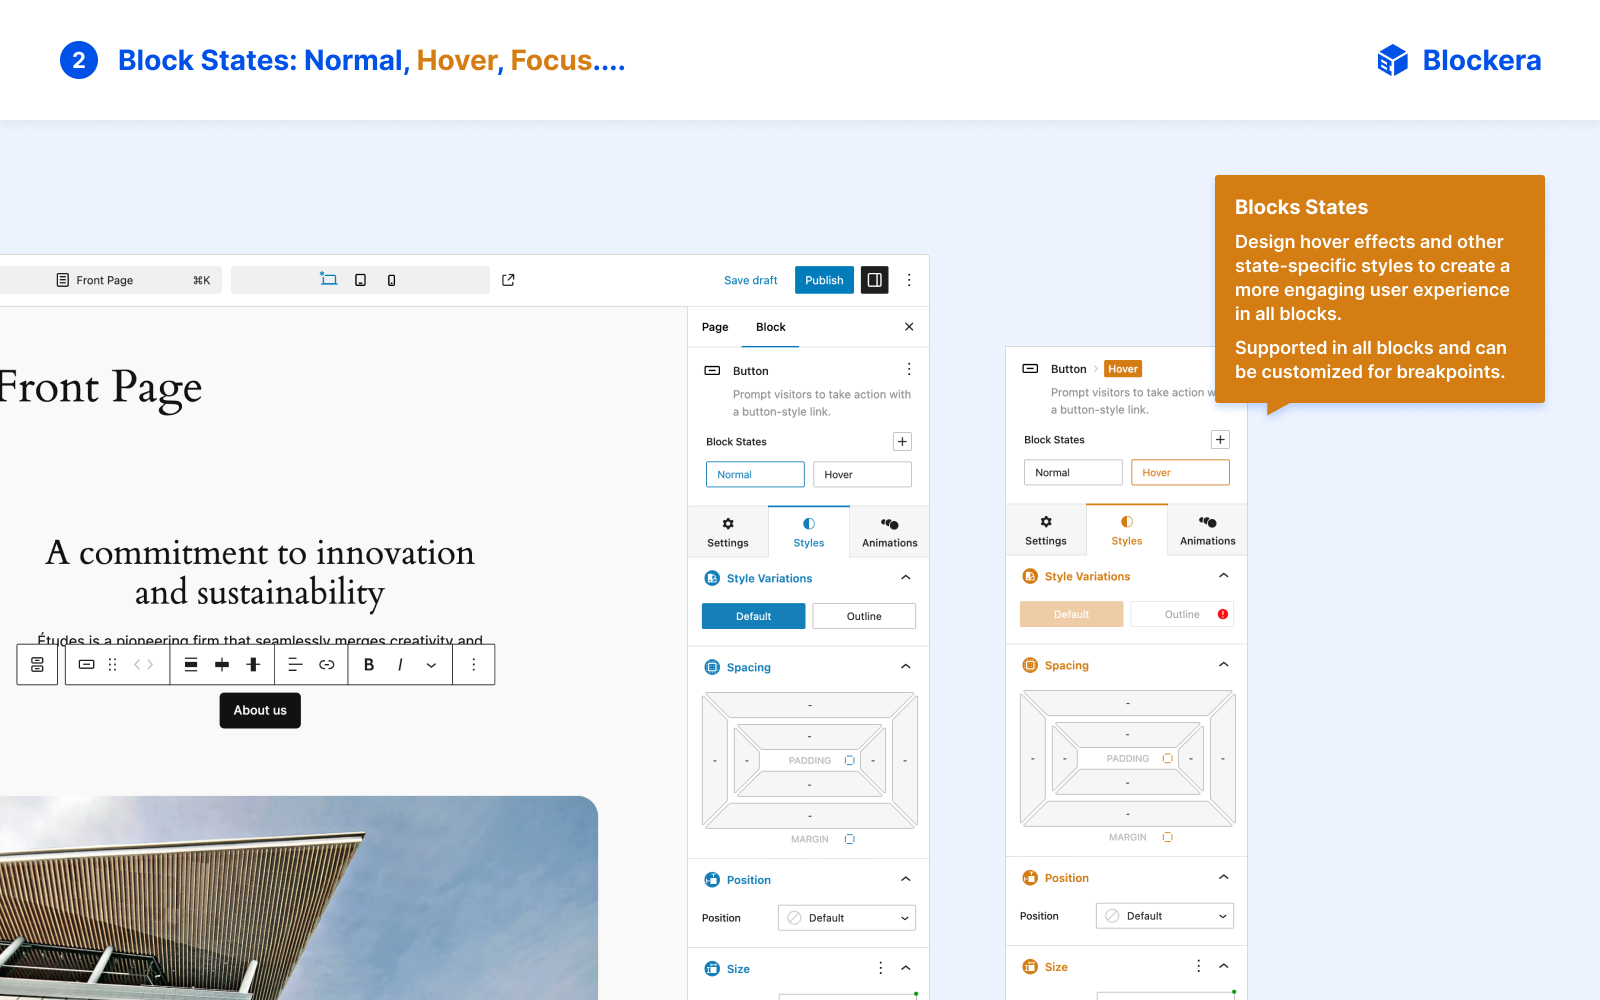 2
Block States: Normal, Hover, Focus....
Blockera
Front Page
⌘K
Save draft
Publish
Front Page
A commitment to innovation
and sustainability
Études is a pioneering firm that seamlessly merges creativity and
B I
About us
Page
Block
Button
Prompt visitors to take action with
a button-style link.
Block States
Normal
Hover
Settings
Styles
Animations
Style Variations
Default
Outline
Spacing
PADDING
MARGIN
Position
Position
Default
Size
Button
Hover
Prompt visitors to take action w
a button-style link.
Block States
Normal
Hover
Settings
Styles
Animations
Style Variations
Default
Outline
Spacing
PADDING
MARGIN
Position
Position
Default
Size
Blocks States
Design hover effects and other
state-specific styles to create a
more engaging user experience
in all blocks.
Supported in all blocks and can
be customized for breakpoints.